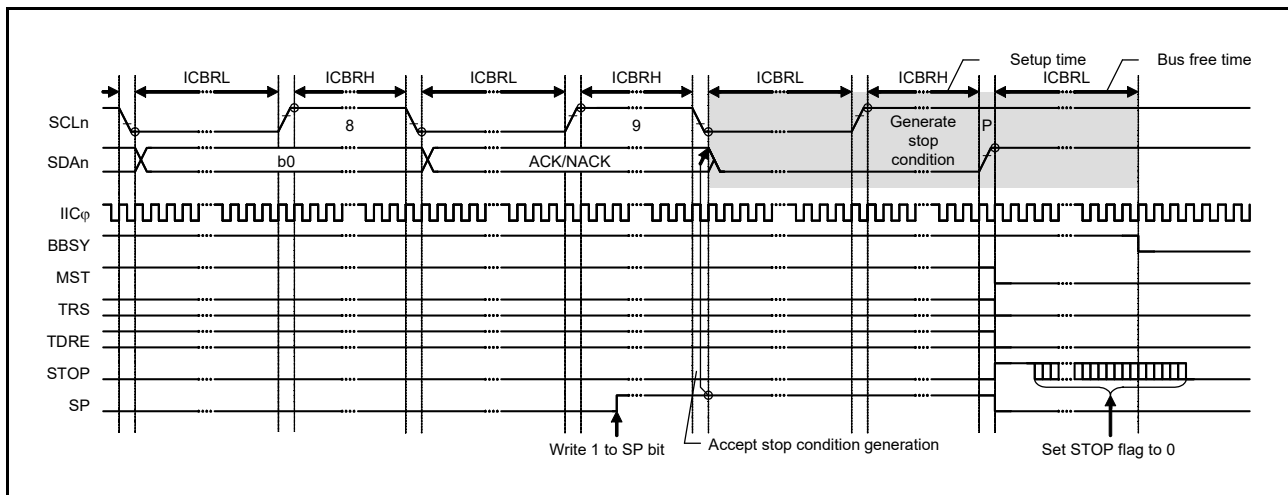 Setup time
Bus free time
ICBRL
ICBRH
ICBRL
ICBRH
ICBRL
ICBRH
ICBRL
SCLn
8
9
Generate
stop
condition
P
SDAn
b0
ACK/NACK
IICφ
BBSY
MST
TRS
TDRE
STOP
SP
Write 1 to SP bit
Accept stop condition generation
Set STOP flag to 0